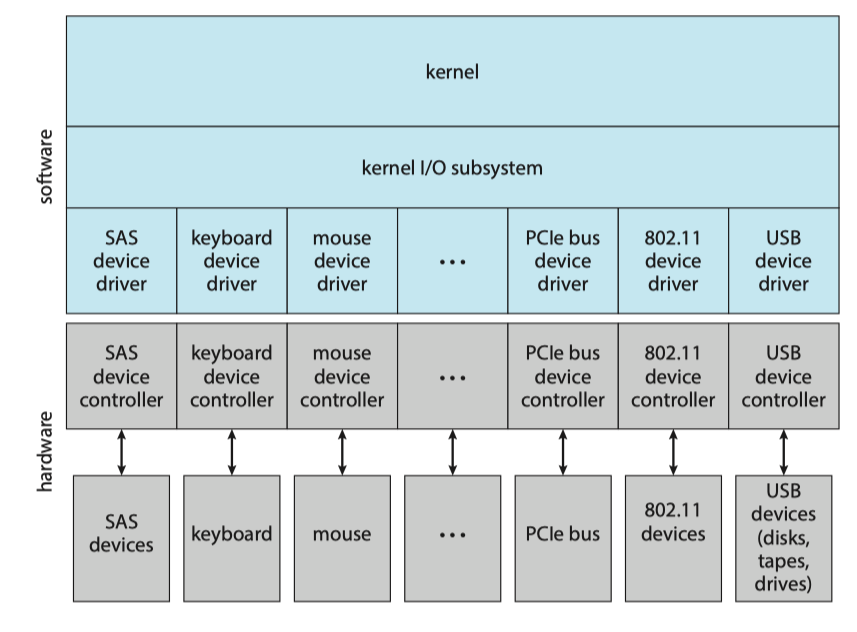 software
kernel
kernel I/O subsystem
SAS
device
driver
keyboard
device
driver
mouse
device
driver
•••
PCIe bus
device
driver
802.11
device
driver
USB
device
driver
hardware
SAS
device
controller
keyboard
device
controller
mouse
device
controller
•••
PCIe bus
device
controller
802.11
device
controller
USB
device
controller
SAS
devices
keyboard
mouse
•••
PCIe bus
802.11
devices
USB
devices
(disks,
tapes,
drives)